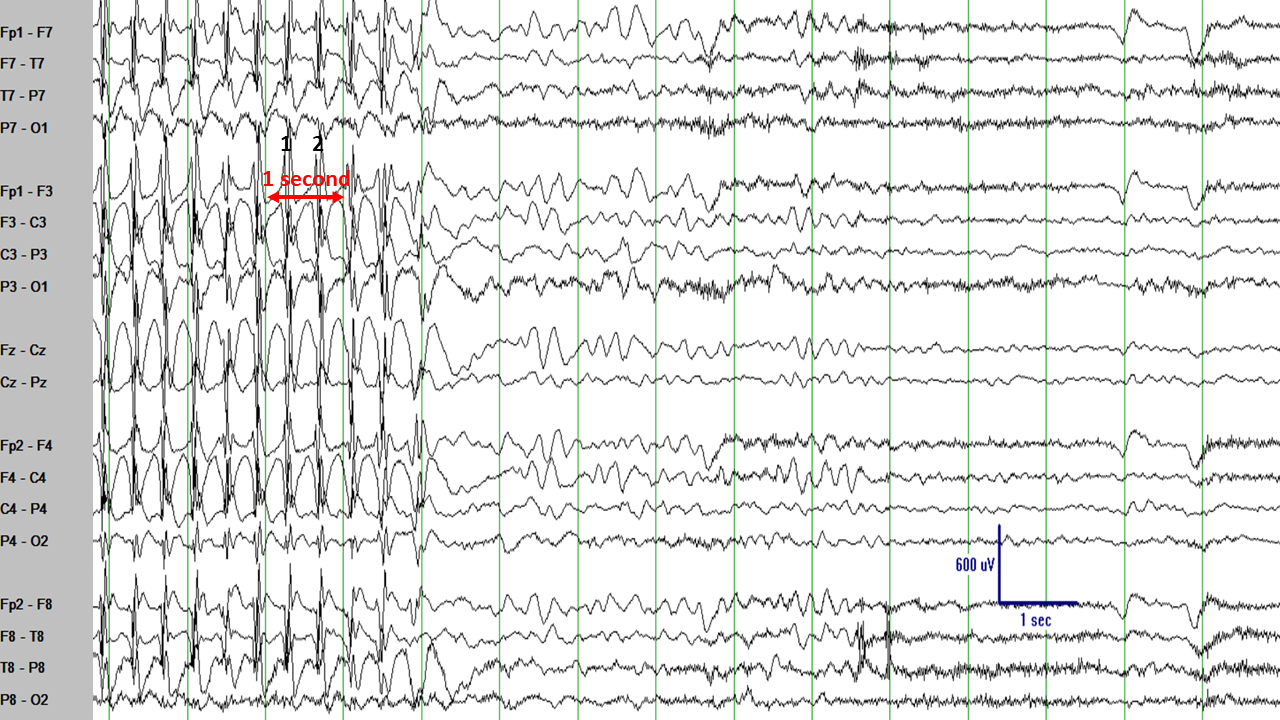 Fp1 - F7
F7 - T7
T7 - P7
P7 - O1
1 2
1 second
Fp1 - F3
F3 - C3
C3 - P3
P3 - O1
Fz - Cz
Cz - Pz
Fp2 - F4
F4 - C4
C4 - P4
P4 - O2
600 uV
Fp2 - F8
1 sec
F8 - T8
T8 - P8
P8 - O2